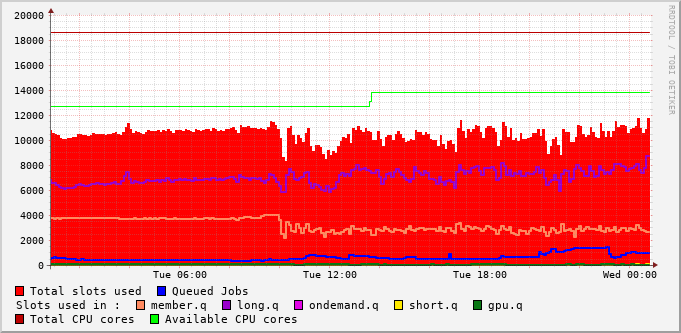 20000
18000
16000
14000
12000
10000
8000
6000
4000
2000
0
Tue 06:00 Tue 12:00 Tue 18:00 Wed 00:00
RRDTOOL / TOBI OETIKER
Total slots used Queued Jobs
Slots used in : member.q long.q ondemand.q short.q gpu.q
Total CPU cores Available CPU cores